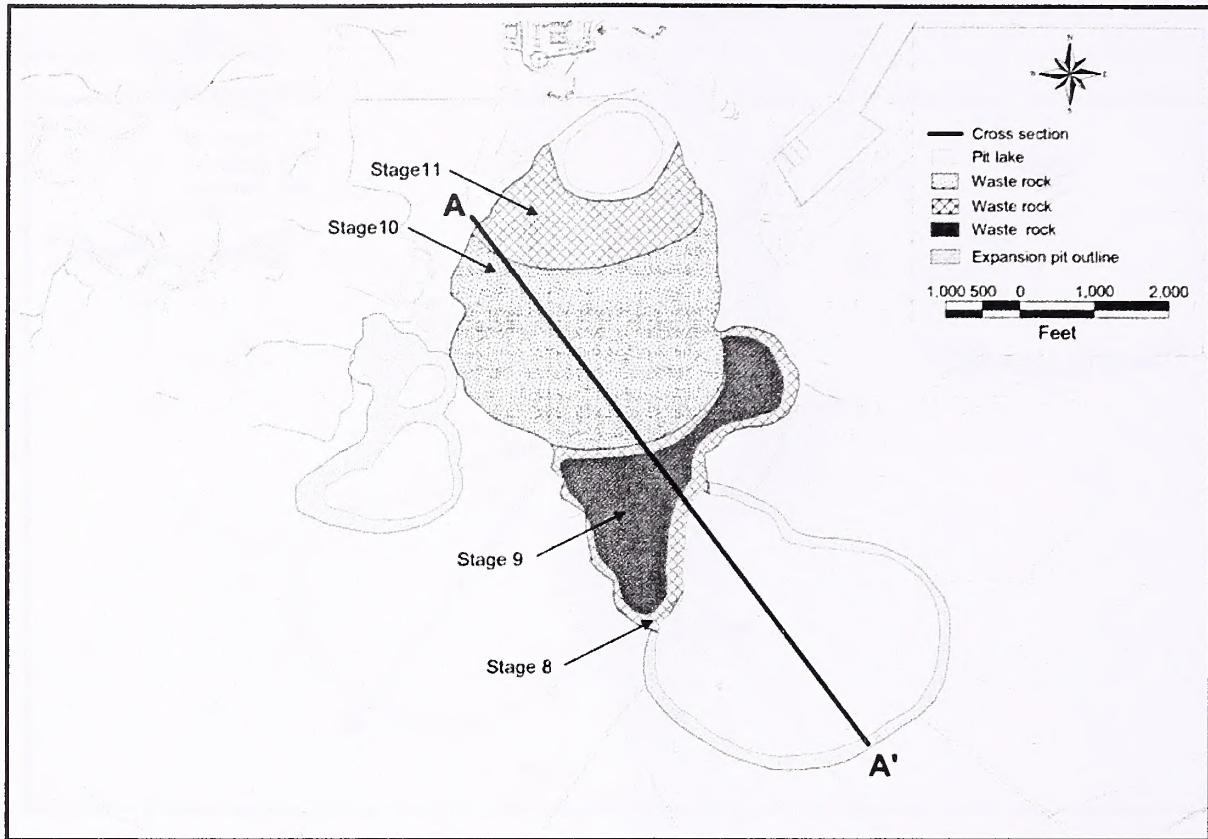 N
W
E
S
Cross section
Pit lake
Waste rock
Waste rock
Waste rock
Expansion pit outline
1,000 500 0 1,000 2,000
Feet
Stage11
A
Stage10
Stage 9
Stage 8
A'